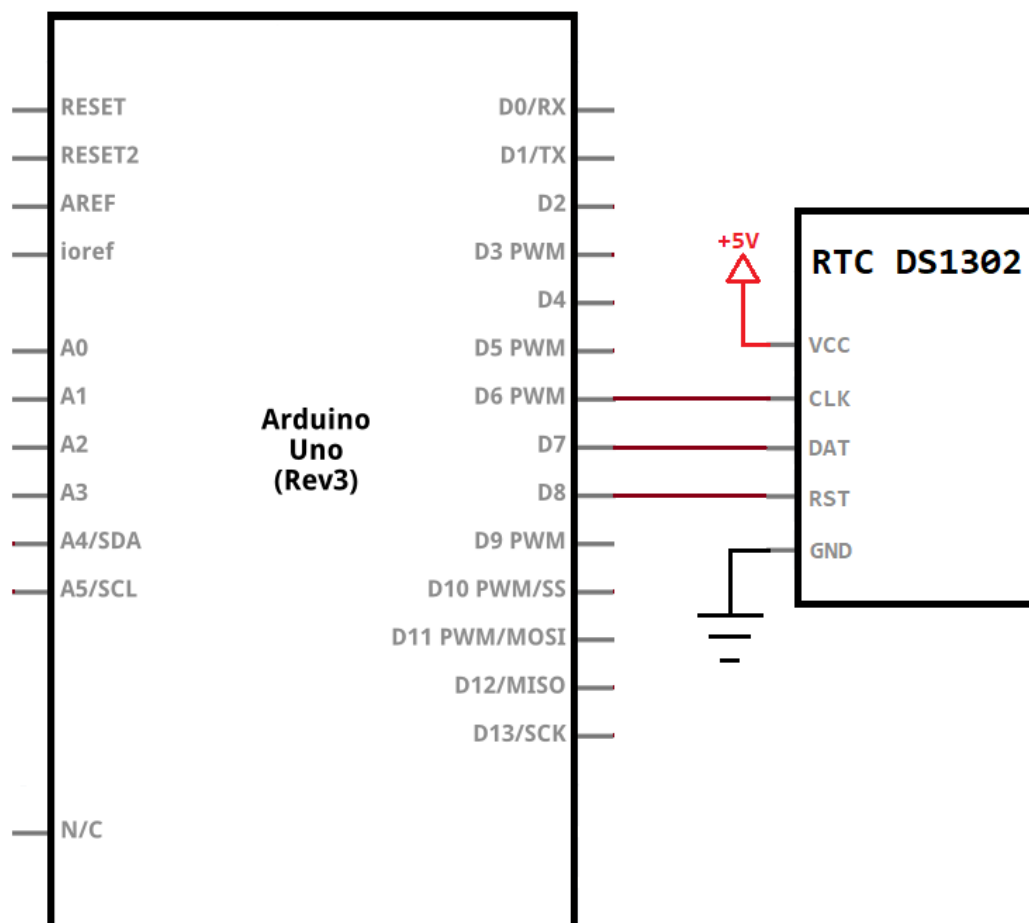 RESET
RESET2
AREF
ioref
A0
A1
A2
A3
A4/SDA
A5/SCL
N/C
Arduino
Uno
(Rev3)
D0/RX
D1/TX
D2
D3 PWM
D4
D5 PWM
D6 PWM
D7
D8
D9 PWM
D10 PWM/SS
D11 PWM/MOSI
D12/MISO
D13/SCK
+5V
RTC DS1302
VCC
CLK
DAT
RST
GND